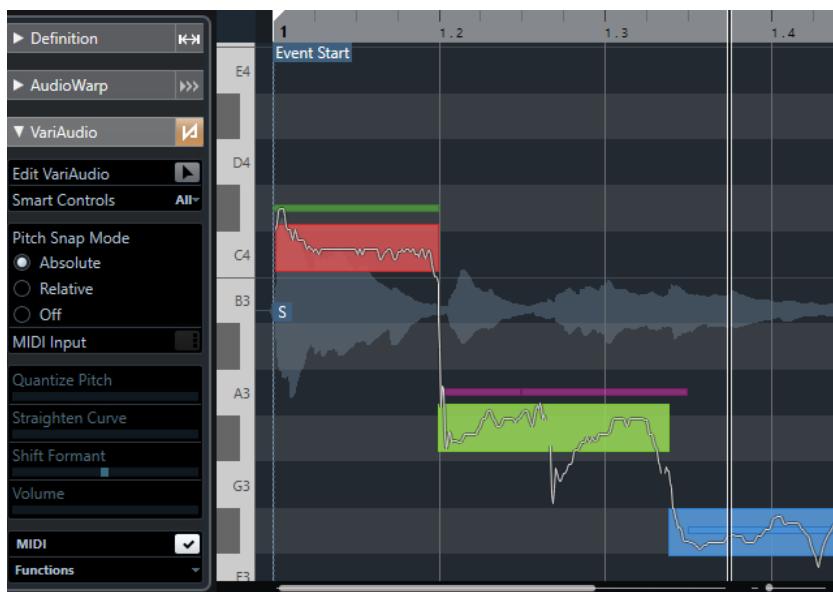 Definition
AudioWarp
VariAudio
Edit VariAudio
Smart Controls All
Pitch Snap Mode
Absolute
Relative
Off
MIDI Input
Quantize Pitch
Straighten Curve
Shift Formant
Volume
MIDI
Functions
1 1.2 1.3 1.4
Event Start
E4
D4
C4
B3
S
A3
G3
E3